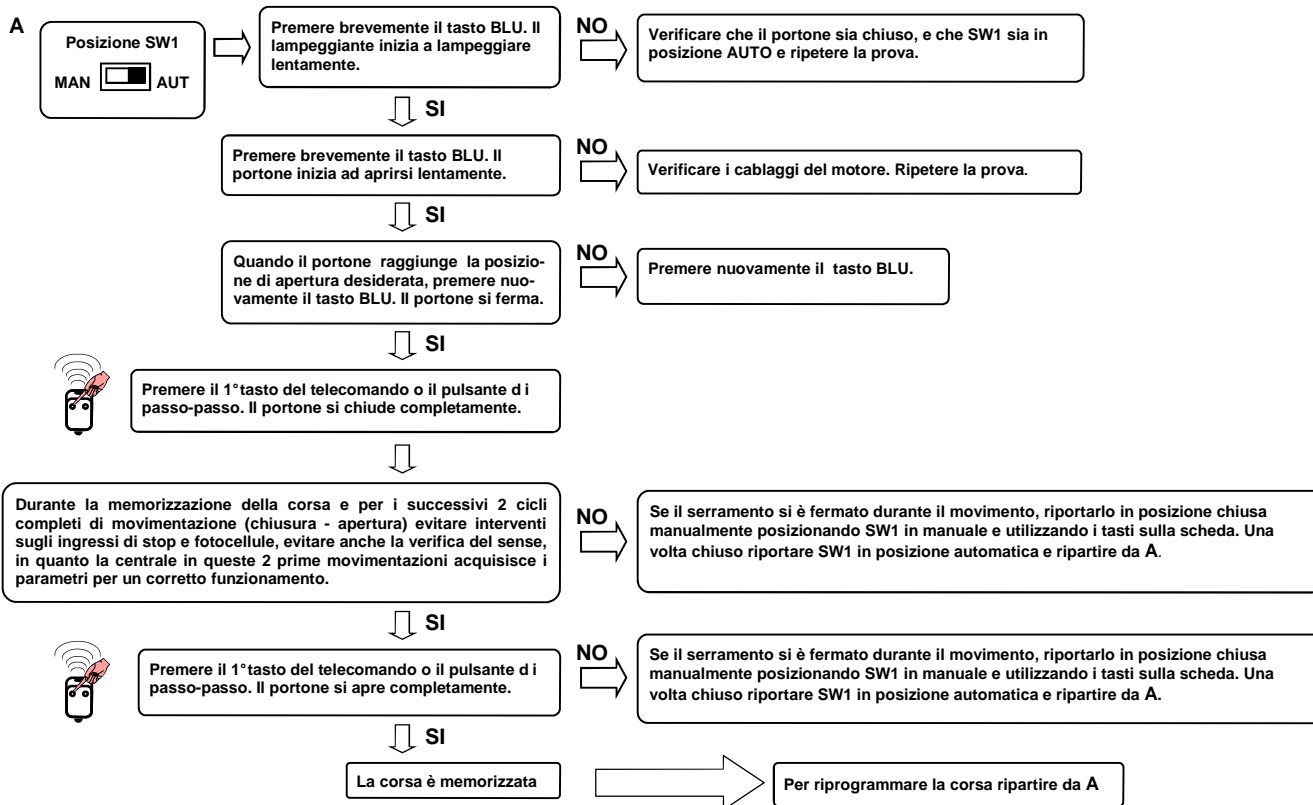 A
Posizione SW1
MAN AUT
Premere brevemente il tasto BLU. Il
lampeggiante inizia a lampeggiare
lentamente.
NO
Verificare che il portone sia chiuso, e che SW1 sia in
posizione AUTO e ripetere la prova.
SI
Premere brevemente il tasto BLU. Il
portone inizia ad aprirsi lentamente.
NO
Verificare i cablaggi del motore. Ripetere la prova.
SI
Quando il portone raggiunge la posizio-
ne di apertura desiderata, premere nuo-
vamente il tasto BLU. Il portone si ferma.
NO
Premere nuovamente il tasto BLU.
SI
Premere il 1°tasto del telecomando o il pulsante d i
passo-passo. Il portone si chiude completamente.
Durante la memorizzazione della corsa e per i successivi 2 cicli
completi di movimentazione (chiusura - apertura) evitare interventi
sugli ingressi di stop e fotocellule, evitare anche la verifica del sense,
in quanto la centrale in queste 2 prime movimentazioni acquisisce i
parametri per un corretto funzionamento.
NO
Se il serramento si è fermato durante il movimento, riportarlo in posizione chiusa
manualmente posizionando SW1 in manuale e utilizzando i tasti sulla scheda. Una
volta chiuso riportare SW1 in posizione automatica e ripartire da A.
SI
Premere il 1°tasto del telecomando o il pulsante d i
passo-passo. Il portone si apre completamente.
NO
Se il serramento si è fermato durante il movimento, riportarlo in posizione chiusa
manualmente posizionando SW1 in manuale e utilizzando i tasti sulla scheda. Una
volta chiuso riportare SW1 in posizione automatica e ripartire da A.
SI
La corsa è memorizzata
Per riprogrammare la corsa ripartire da A